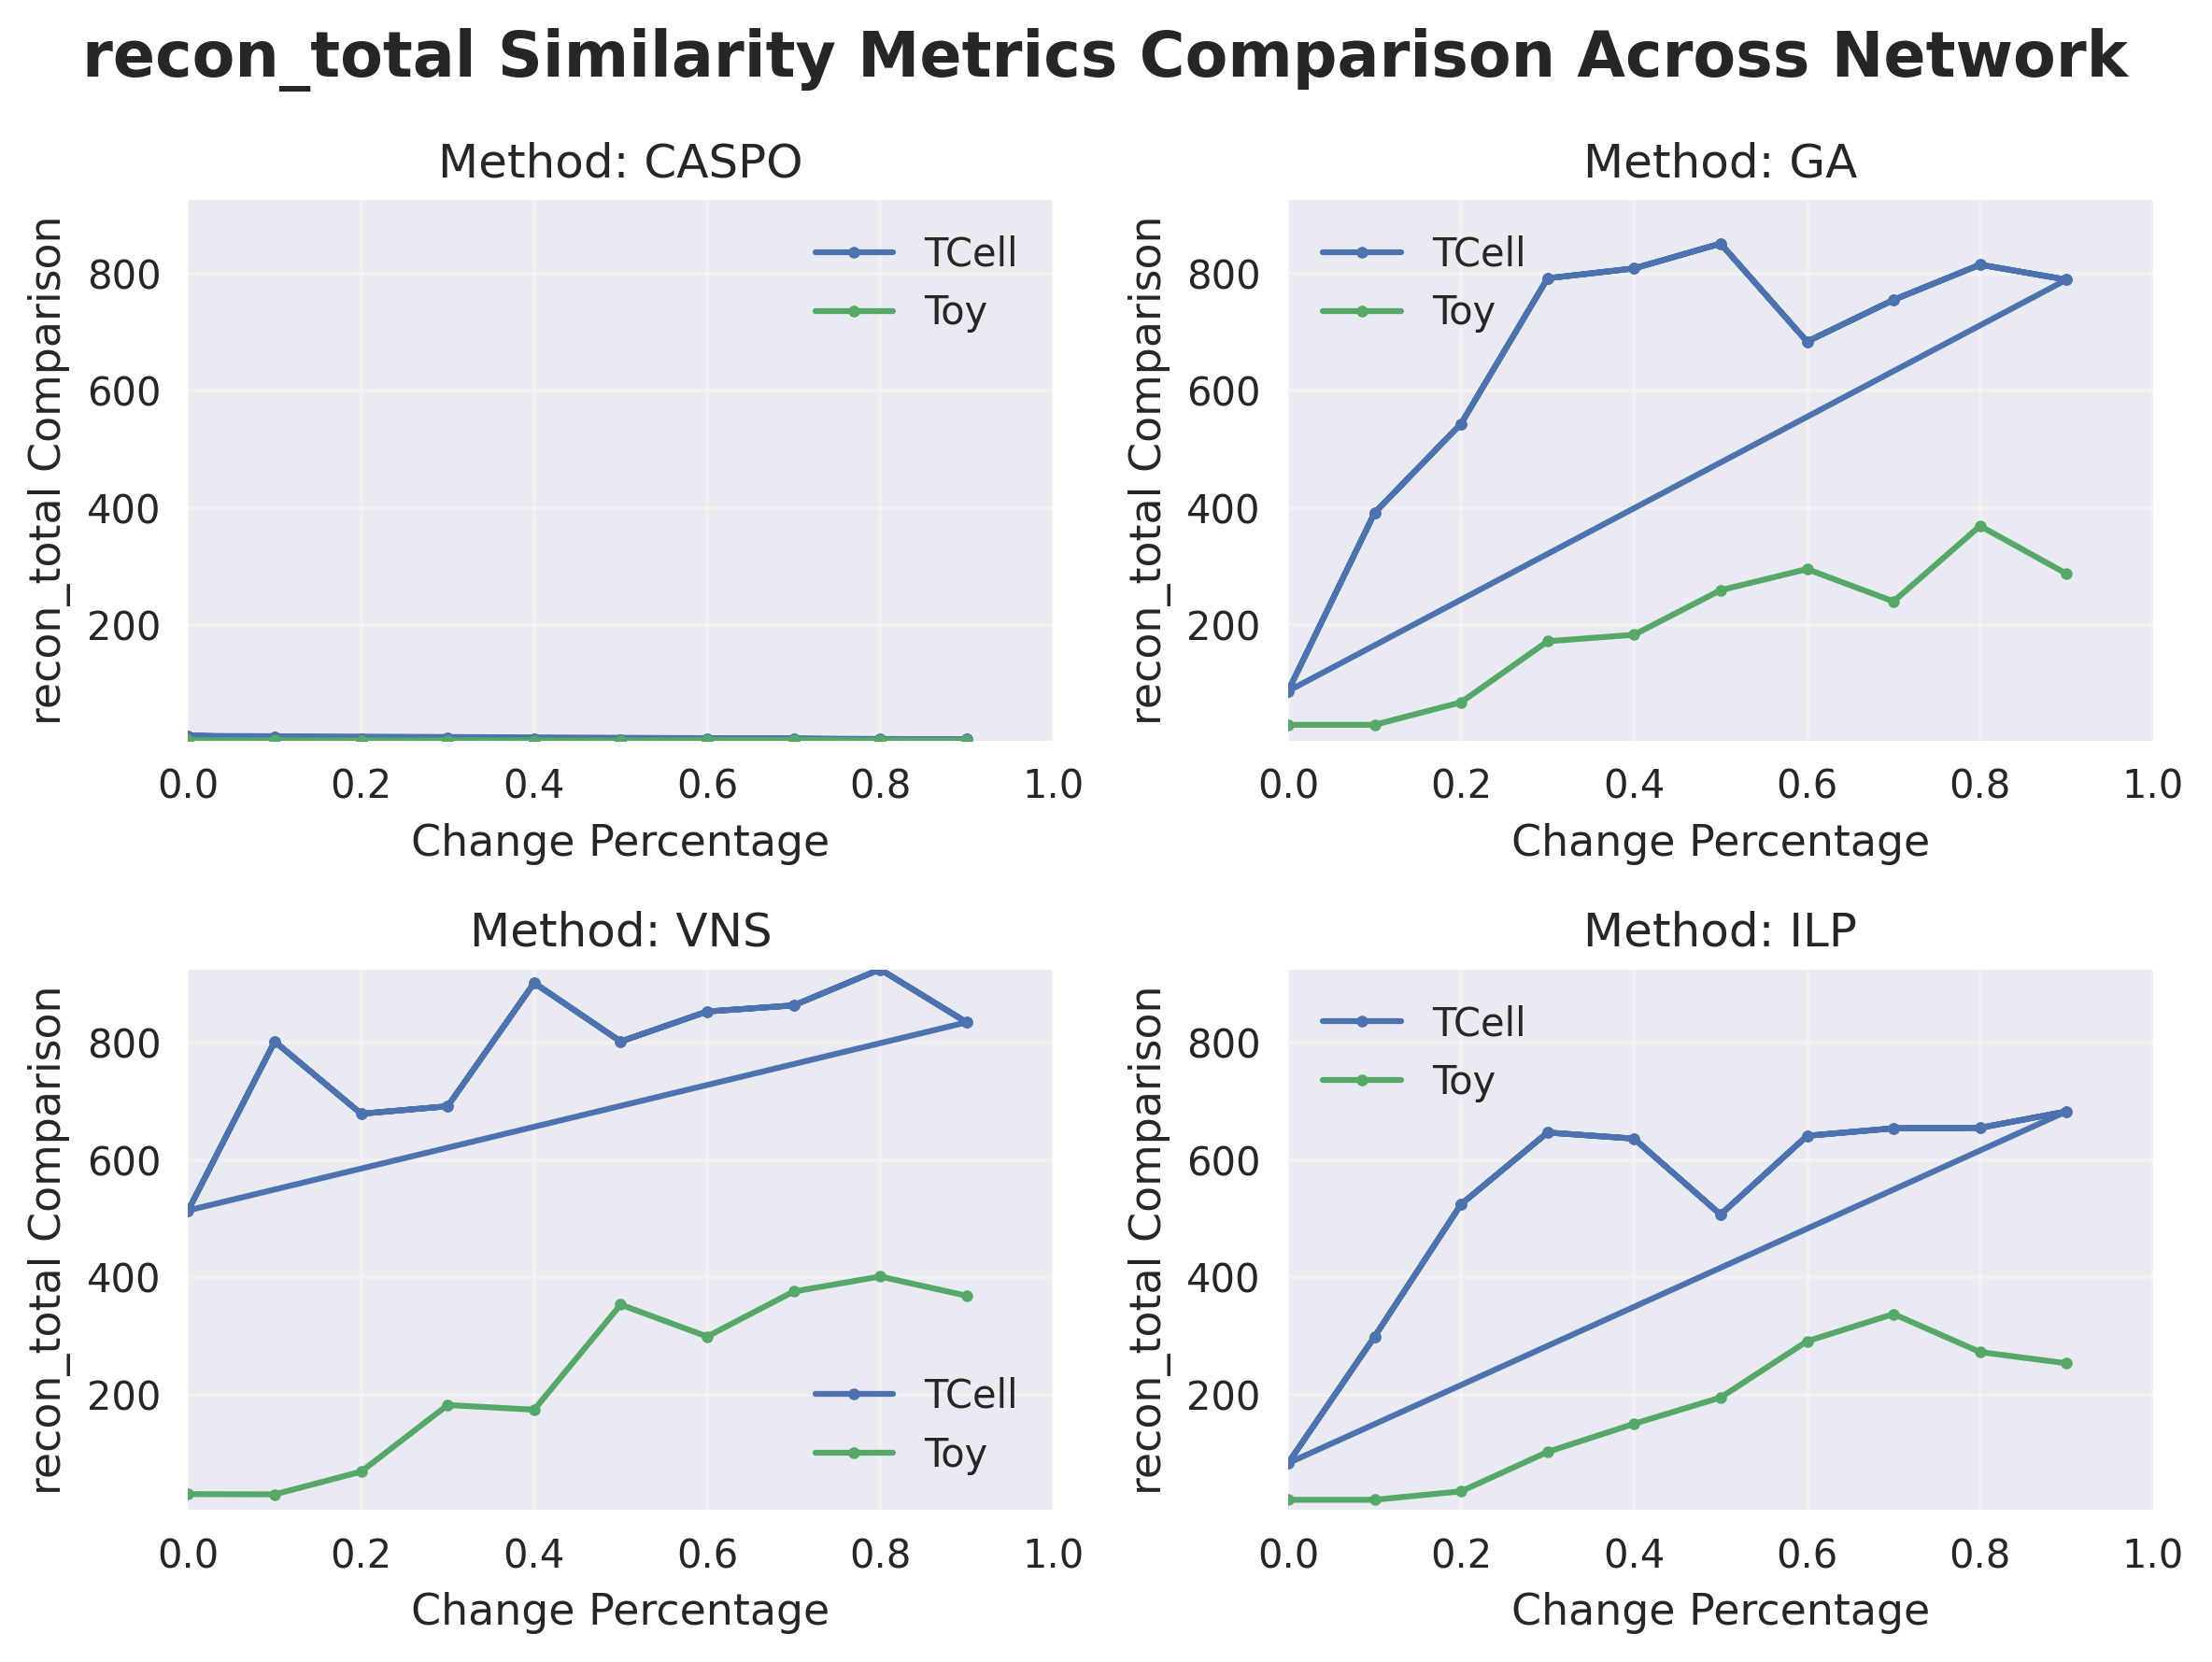 recon_total Similarity Metrics Comparison Across Network
Method: CASPO
recon_total Comparison
800
600
400
200
TCell
Toy
0.0 0.2 0.4 0.6 0.8 1.0
Change Percentage
Method: GA
recon_total Comparison
800
600
400
200
TCell
Toy
0.0 0.2 0.4 0.6 0.8 1.0
Change Percentage
Method: VNS
recon_total Comparison
800
600
400
200
TCell
Toy
0.0 0.2 0.4 0.6 0.8 1.0
Change Percentage
Method: ILP
recon_total Comparison
800
600
400
200
TCell
Toy
0.0 0.2 0.4 0.6 0.8 1.0
Change Percentage